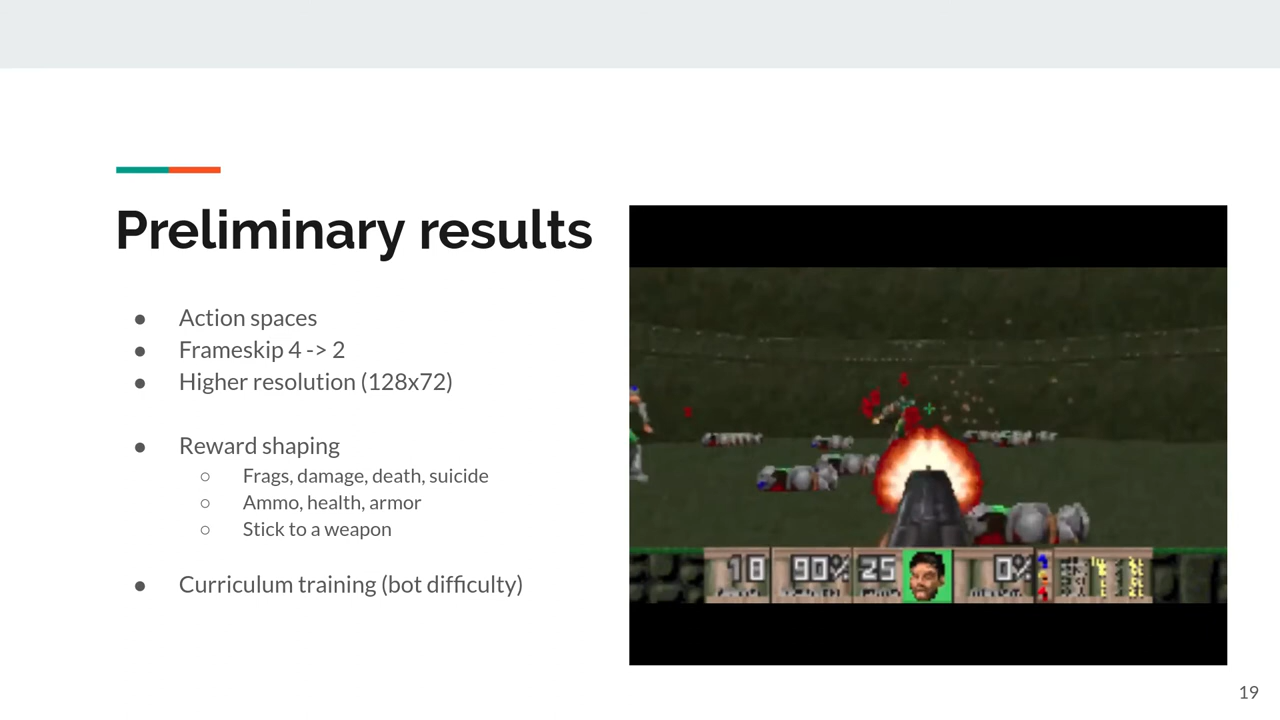 Preliminary results
● Action spaces
● Frameskip 4 -> 2
● Higher resolution (128x72)
● Reward shaping
○ Frags, damage, death, suicide
○ Ammo, health, armor
○ Stick to a weapon
● Curriculum training (bot difficulty)
18 90% 25 0%
19